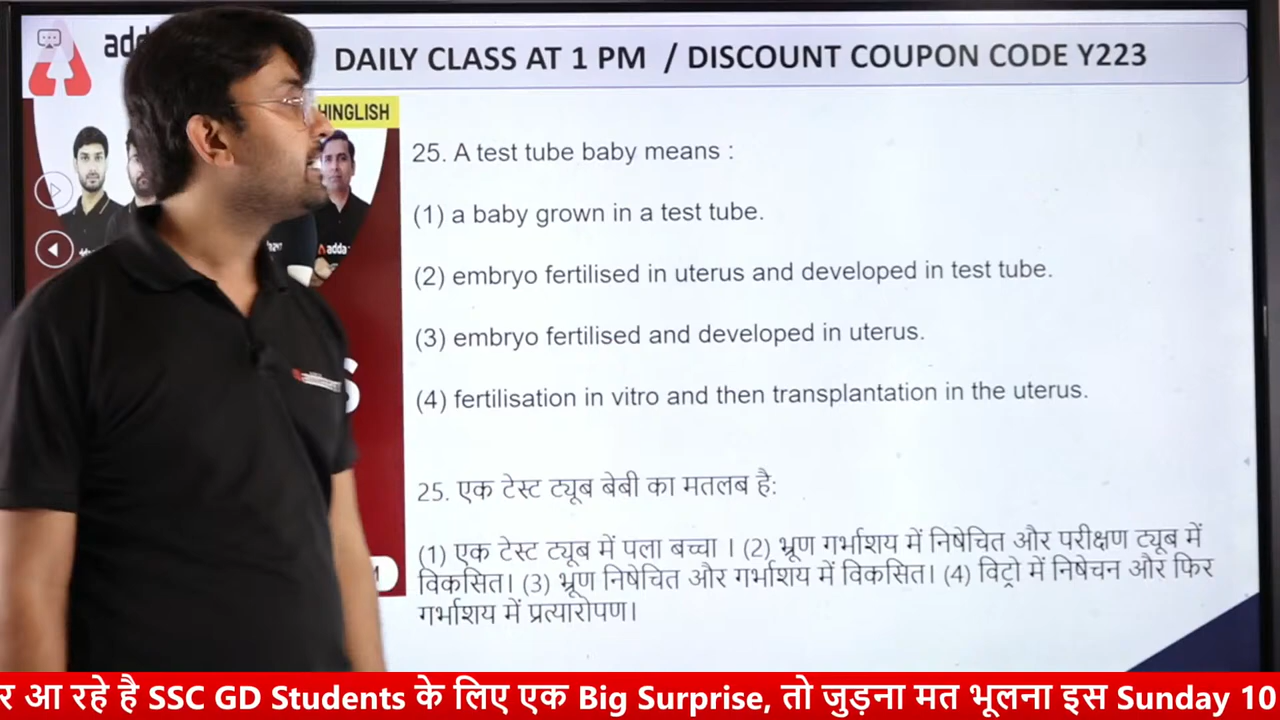 DAILY CLASS AT 1 PM / DISCOUNT COUPON CODE Y223
HINGLISH
adda
25. A test tube baby means :
(1) a baby grown in a test tube.
(2) embryo fertilised in uterus and developed in test tube.
(3) embryo fertilised and developed in uterus.
(4) fertilisation in vitro and then transplantation in the uterus.
25. एक टेस्ट ट्यूब बेबी का मतलब है:
(1) एक टेस्ट ट्यूब में पला बच्चा । (2) भ्रूण गर्भाशय में निषेचित और परीक्षण ट्यूब में
विकसित। (3) भ्रूण निषेचित और गर्भाशय में विकसित। (4) विट्रो में निषेचन और फिर
गर्भाशय में प्रत्यारोपण।
र आ रहे है SSC GD Students के लिए एक Big Surprise, तो जुड़ना मत भूलना इस Sunday 10